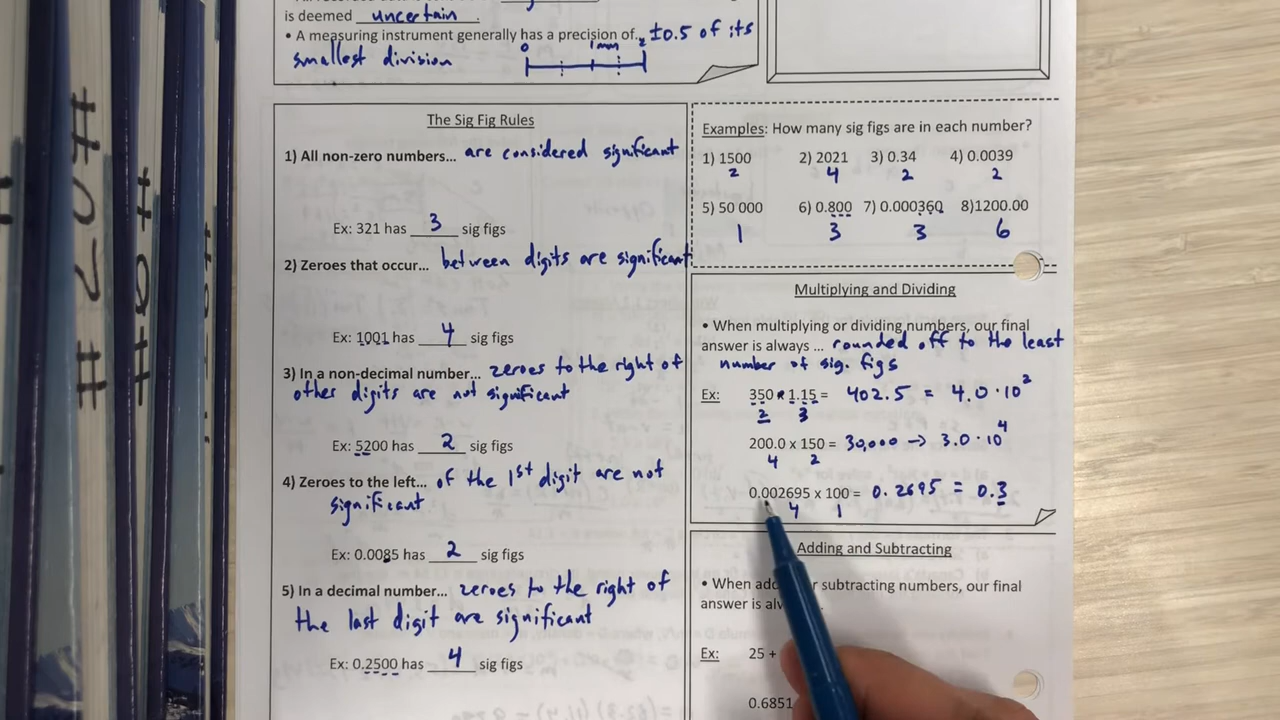 is deemed uncertain.
• A measuring instrument generally has a precision of... ±0.5 of its
smallest division
0 1mm 2
The Sig Fig Rules
1) All non-zero numbers... are considered significant
Ex: 321 has 3 sig figs
2) Zeroes that occur... between digits are significant
Ex: 1001 has 4 sig figs
3) In a non-decimal number... zeroes to the right of
other digits are not significant
Ex: 5200 has 2 sig figs
4) Zeroes to the left... of the 1st digit are not
significant
Ex: 0.0085 has 2 sig figs
5) In a decimal number... zeroes to the right of
the last digit are significant
Ex: 0.2500 has 4 sig figs
Examples: How many sig figs are in each number?
1) 1500 2) 2021 3) 0.34 4) 0.0039
2 4 2 2
5) 50 000 6) 0.800 7) 0.000360 8)1200.00
1 3 3 6
Multiplying and Dividing
• When multiplying or dividing numbers, our final
answer is always ... rounded off to the least
number of sig. figs
Ex: 350 x 1.15 = 402.5 = 4.0 · 10²
2 3
200.0 x 150 = 30,000 → 3.0 · 10⁴
4 2
0.002695 x 100 = 0.2695 = 0.3
4 1
Adding and Subtracting
• When add r subtracting numbers, our final
answer is alw
Ex: 25 +
0.6851
# 20 #
# 9 #